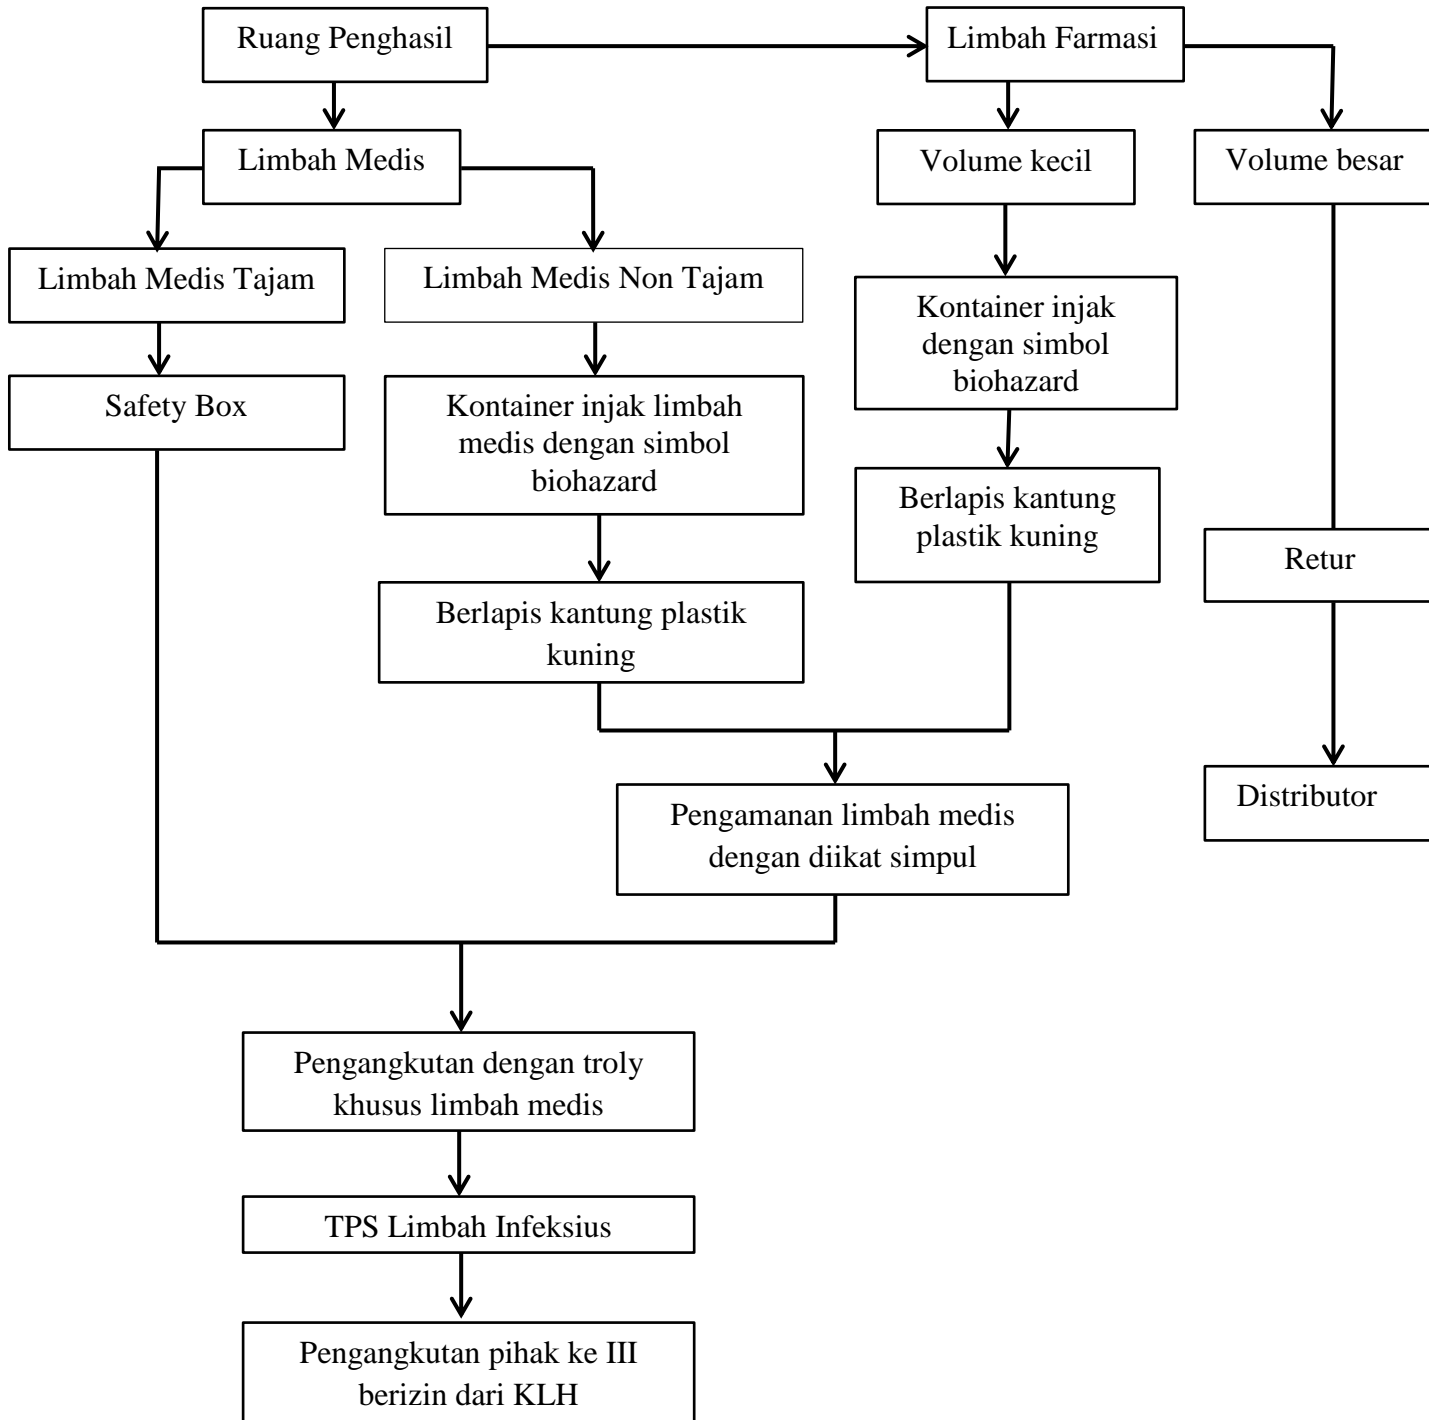 Ruang Penghasil
Limbah Farmasi
Limbah Medis
Volume kecil
Volume besar
Limbah Medis Tajam
Limbah Medis Non Tajam
Kontainer injak
dengan simbol
biohazard
Safety Box
Kontainer injak limbah
medis dengan simbol
biohazard
Berlapis kantung
plastik kuning
Retur
Berlapis kantung plastik
kuning
Pengamanan limbah medis
dengan diikat simpul
Distributor
Pengangkutan dengan troly
khusus limbah medis
TPS Limbah Infeksius
Pengangkutan pihak ke III
berizin dari KLH